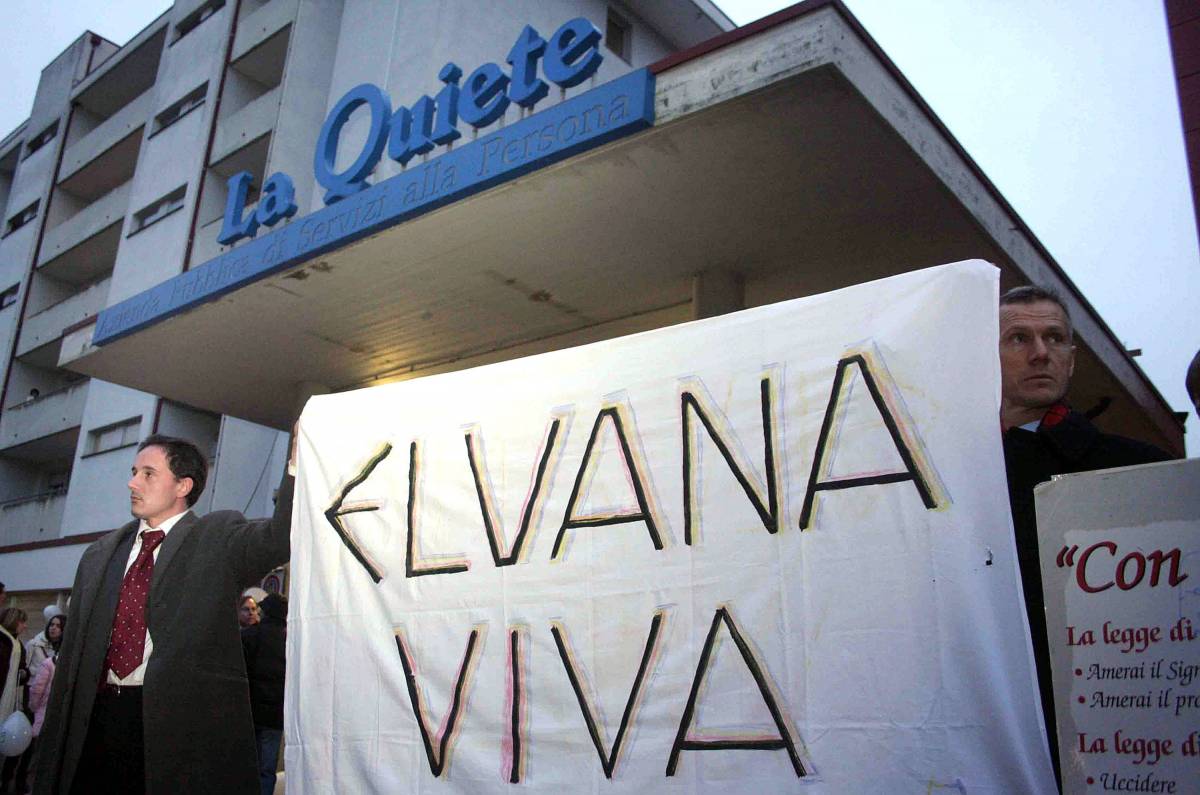 La Quiete
Azienda Pubblica di Servizi alla Persona
ELVANA
VIVA
“Con
La legge di
• Amerai il Sign
• Amerai il pro
La legge di
• Uccidere